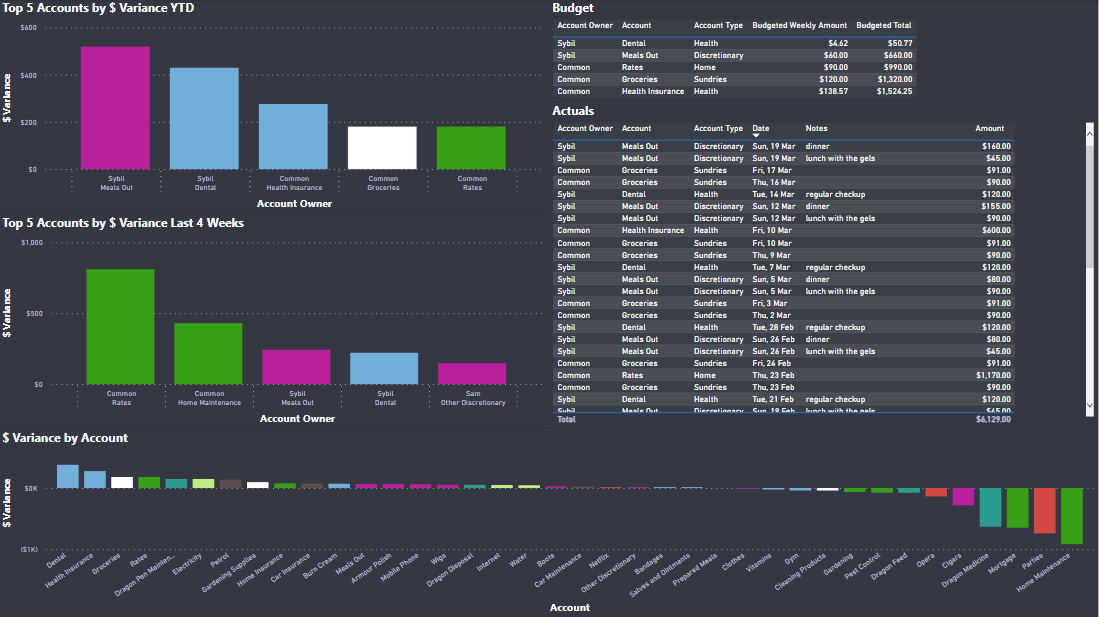 Top 5 Accounts by $ Variance YTD
$600
$400
$200
$0
$ Variance
Sybil
Meals Out
Sybil
Dental
Common
Health Insurance
Common
Groceries
Common
Rates
Account Owner
Top 5 Accounts by $ Variance Last 4 Weeks
$1,000
$500
$0
$ Variance
Common
Rates
Common
Home Maintenance
Sybil
Meals Out
Sybil
Dental
Sam
Other Discretionary
Account Owner
Budget
Account Owner Account Account Type Budgeted Weekly Amount Budgeted Total
Sybil Dental Health $4.62 $50.77
Sybil Meals Out Discretionary $60.00 $660.00
Common Rates Home $90.00 $990.00
Common Groceries Sundries $120.00 $1,320.00
Common Health Insurance Health $138.57 $1,524.25
Actuals
Account Owner Account Account Type Date Notes Amount
Sybil Meals Out Discretionary Sun, 19 Mar dinner $160.00
Sybil Meals Out Discretionary Sun, 19 Mar lunch with the gels $45.00
Common Groceries Sundries Fri, 17 Mar $91.00
Common Groceries Sundries Thu, 16 Mar $90.00
Sybil Dental Health Tue, 14 Mar regular checkup $120.00
Sybil Meals Out Discretionary Sun, 12 Mar dinner $155.00
Sybil Meals Out Discretionary Sun, 12 Mar lunch with the gels $90.00
Common Health Insurance Health Fri, 10 Mar $600.00
Common Groceries Sundries Fri, 10 Mar $91.00
Common Groceries Sundries Thu, 9 Mar $90.00
Sybil Dental Health Tue, 7 Mar regular checkup $120.00
Sybil Meals Out Discretionary Sun, 5 Mar dinner $80.00
Sybil Meals Out Discretionary Sun, 5 Mar lunch with the gels $90.00
Common Groceries Sundries Fri, 3 Mar $91.00
Common Groceries Sundries Thu, 2 Mar $90.00
Sybil Dental Health Tue, 28 Feb regular checkup $120.00
Sybil Meals Out Discretionary Sun, 26 Feb dinner $80.00
Sybil Meals Out Discretionary Sun, 26 Feb lunch with the gels $45.00
Common Groceries Sundries Fri, 24 Feb $91.00
Common Rates Home Thu, 23 Feb $1,170.00
Common Groceries Sundries Thu, 23 Feb $90.00
Sybil Dental Health Tue, 21 Feb regular checkup $120.00
Sybil Meals Out Discretionary Sun, 19 Feb lunch with the gels $45.00
Total $6,129.00
$ Variance by Account
$0K
($1K)
$ Variance
Dental
Health Insurance
Groceries
Rates
Dragon Pen Mainten...
Electricity
Petrol
Gardening Supplies
Home Insurance
Car Insurance
Burn Cream
Meals Out
Armour Polish
Mobile Phone
Wigs
Dragon Disposal
Internet
Water
Boots
Car Maintenance
Netflix
Other Discretionary
Bandages
Salves and Ointments
Prepared Meals
Clothes
Vitamins
Gym
Cleaning Products
Gardening
Pest Control
Dragon Feed
Opera
Cigars
Dragon Medicine
Mortgage
Parties
Home Maintenance
Account